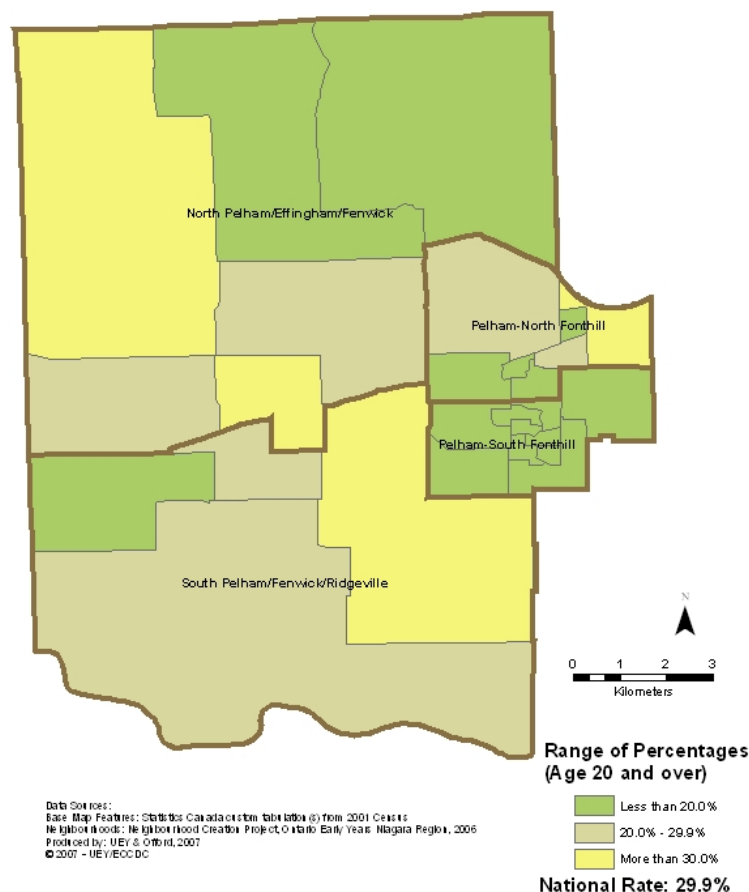 North Pelham/Effingham/Fenwick
Pelham-North Fonthill
Pelham-South Fonthill
South Pelham/Fenwick/Ridgeville
N
0 1 2 3
Kilometers
Range of Percentages
(Age 20 and over)
Less than 20.0%
20.0% - 29.9%
More than 30.0%
National Rate: 29.9%
Data Sources:
Base Map Features: Statistics Canada custom tabulation (s) from 2001 Census
Neighbourhoods: Neighbourhood Creation Project, Ontario Early Years Niagara Region, 2006
Produced by: UEY & Offord, 2007
© 2007 - UEY/ECCDC